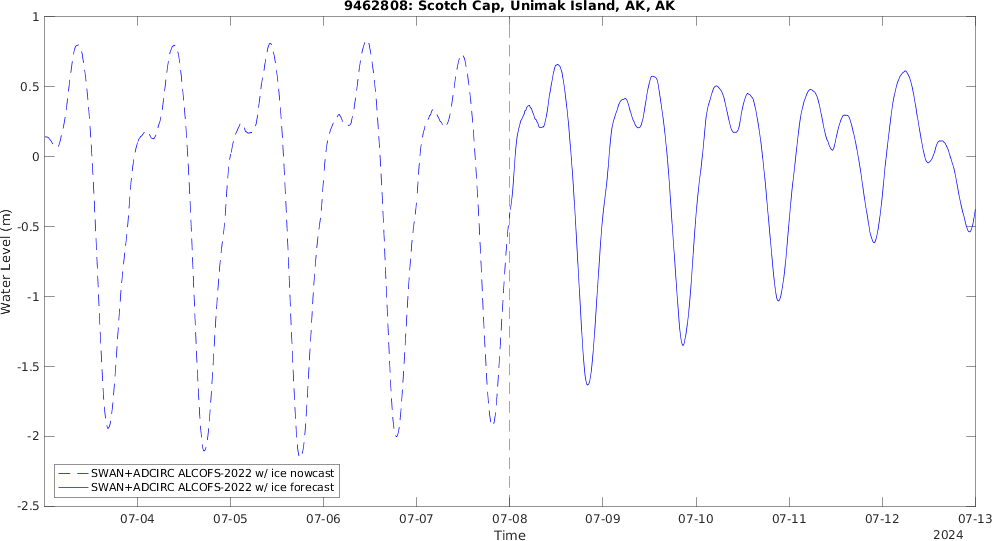 9462808: Scotch Cap, Unimak Island, AK, AK
1
0.5
0
-0.5
-1
-1.5
-2
-2.5
Water Level (m)
SWAN+ADCIRC ALCOFS-2022 w/ ice nowcast
SWAN+ADCIRC ALCOFS-2022 w/ ice forecast
07-04 07-05 07-06 07-07 07-08 07-09 07-10 07-11 07-12 07-13
Time
2024